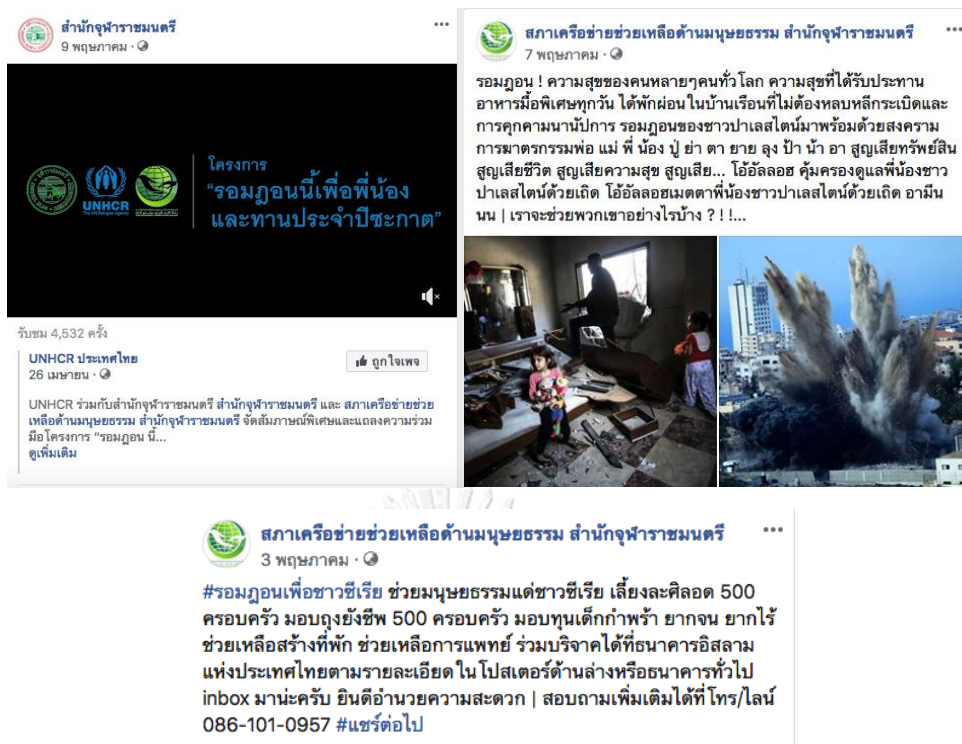 สำนักจุฬาราชมนตรี
9 พฤษภาคม ·
UNHCR
The UN Refugee Agency
โครงการ
"รอมฎอนนี้เพื่อพี่น้อง
และทานประจำปีซะกาต"
รับชม 4,532 ครั้ง
UNHCR ประเทศไทย
ถูกใจเพจ
26 เมษายน ·
UNHCR ร่วมกับสำนักจุฬาราชมนตรี สำนักจุฬาราชมนตรี และ สภาเครือข่ายช่วย
เหลือด้านมนุษยธรรม สำนักจุฬาราชมนตรี จัดสัมภาษณ์พิเศษและแถลงความร่วม
มือโครงการ "รอมฎอน นี้...
ดูเพิ่มเติม
สภาเครือข่ายช่วยเหลือด้านมนุษยธรรม สำนักจุฬาราชมนตรี
7 พฤษภาคม ·
รอมฎอน ! ความสุขของคนหลายๆคนทั่วโลก ความสุขที่ได้รับประทาน
อาหารมื้อพิเศษทุกวัน ได้พักผ่อนในบ้านเรือนที่ไม่ต้องหลบหลีกระเบิดและ
การคุกคามนานัปการ รอมฎอนของชาวปาเลสไตน์มาพร้อมด้วยสงคราม
การฆาตรกรรมพ่อ แม่ พี่ น้อง ปู่ ย่า ตา ยาย ลุง ป้า น้า อา สูญเสียทรัพย์สิน
สูญเสียชีวิต สูญเสียความสุข สูญเสีย... โอ้อัลลอฮ คุ้มครองดูแลพี่น้องชาว
ปาเลสไตน์ด้วยเถิด โอ้อัลลอฮเมตตาพี่น้องชาวปาเลสไตน์ด้วยเถิด อามีน
นน | เราจะช่วยพวกเขาอย่างไรบ้าง ? ! !...
สภาเครือข่ายช่วยเหลือด้านมนุษยธรรม สำนักจุฬาราชมนตรี
3 พฤษภาคม ·
#รอมฎอนเพื่อชาวซีเรีย ช่วยมนุษยธรรมแด่ชาวซีเรีย เลี้ยงละศิลอด 500
ครอบครัว มอบถุงยังชีพ 500 ครอบครัว มอบทุนเด็กกำพร้า ยากจน ยากไร้
ช่วยเหลือสร้างที่พัก ช่วยเหลือการแพทย์ ร่วมบริจาคได้ที่ธนาคารอิสลาม
แห่งประเทศไทยตามรายละเอียดในโปสเตอร์ด้านล่างหรือธนาคารทั่วไป
inbox มาน่ะครับ ยินดีอำนวยความสะดวก | สอบถามเพิ่มเติมได้ที่โทร/ไลน์
086-101-0957 #แชร์ต่อไป